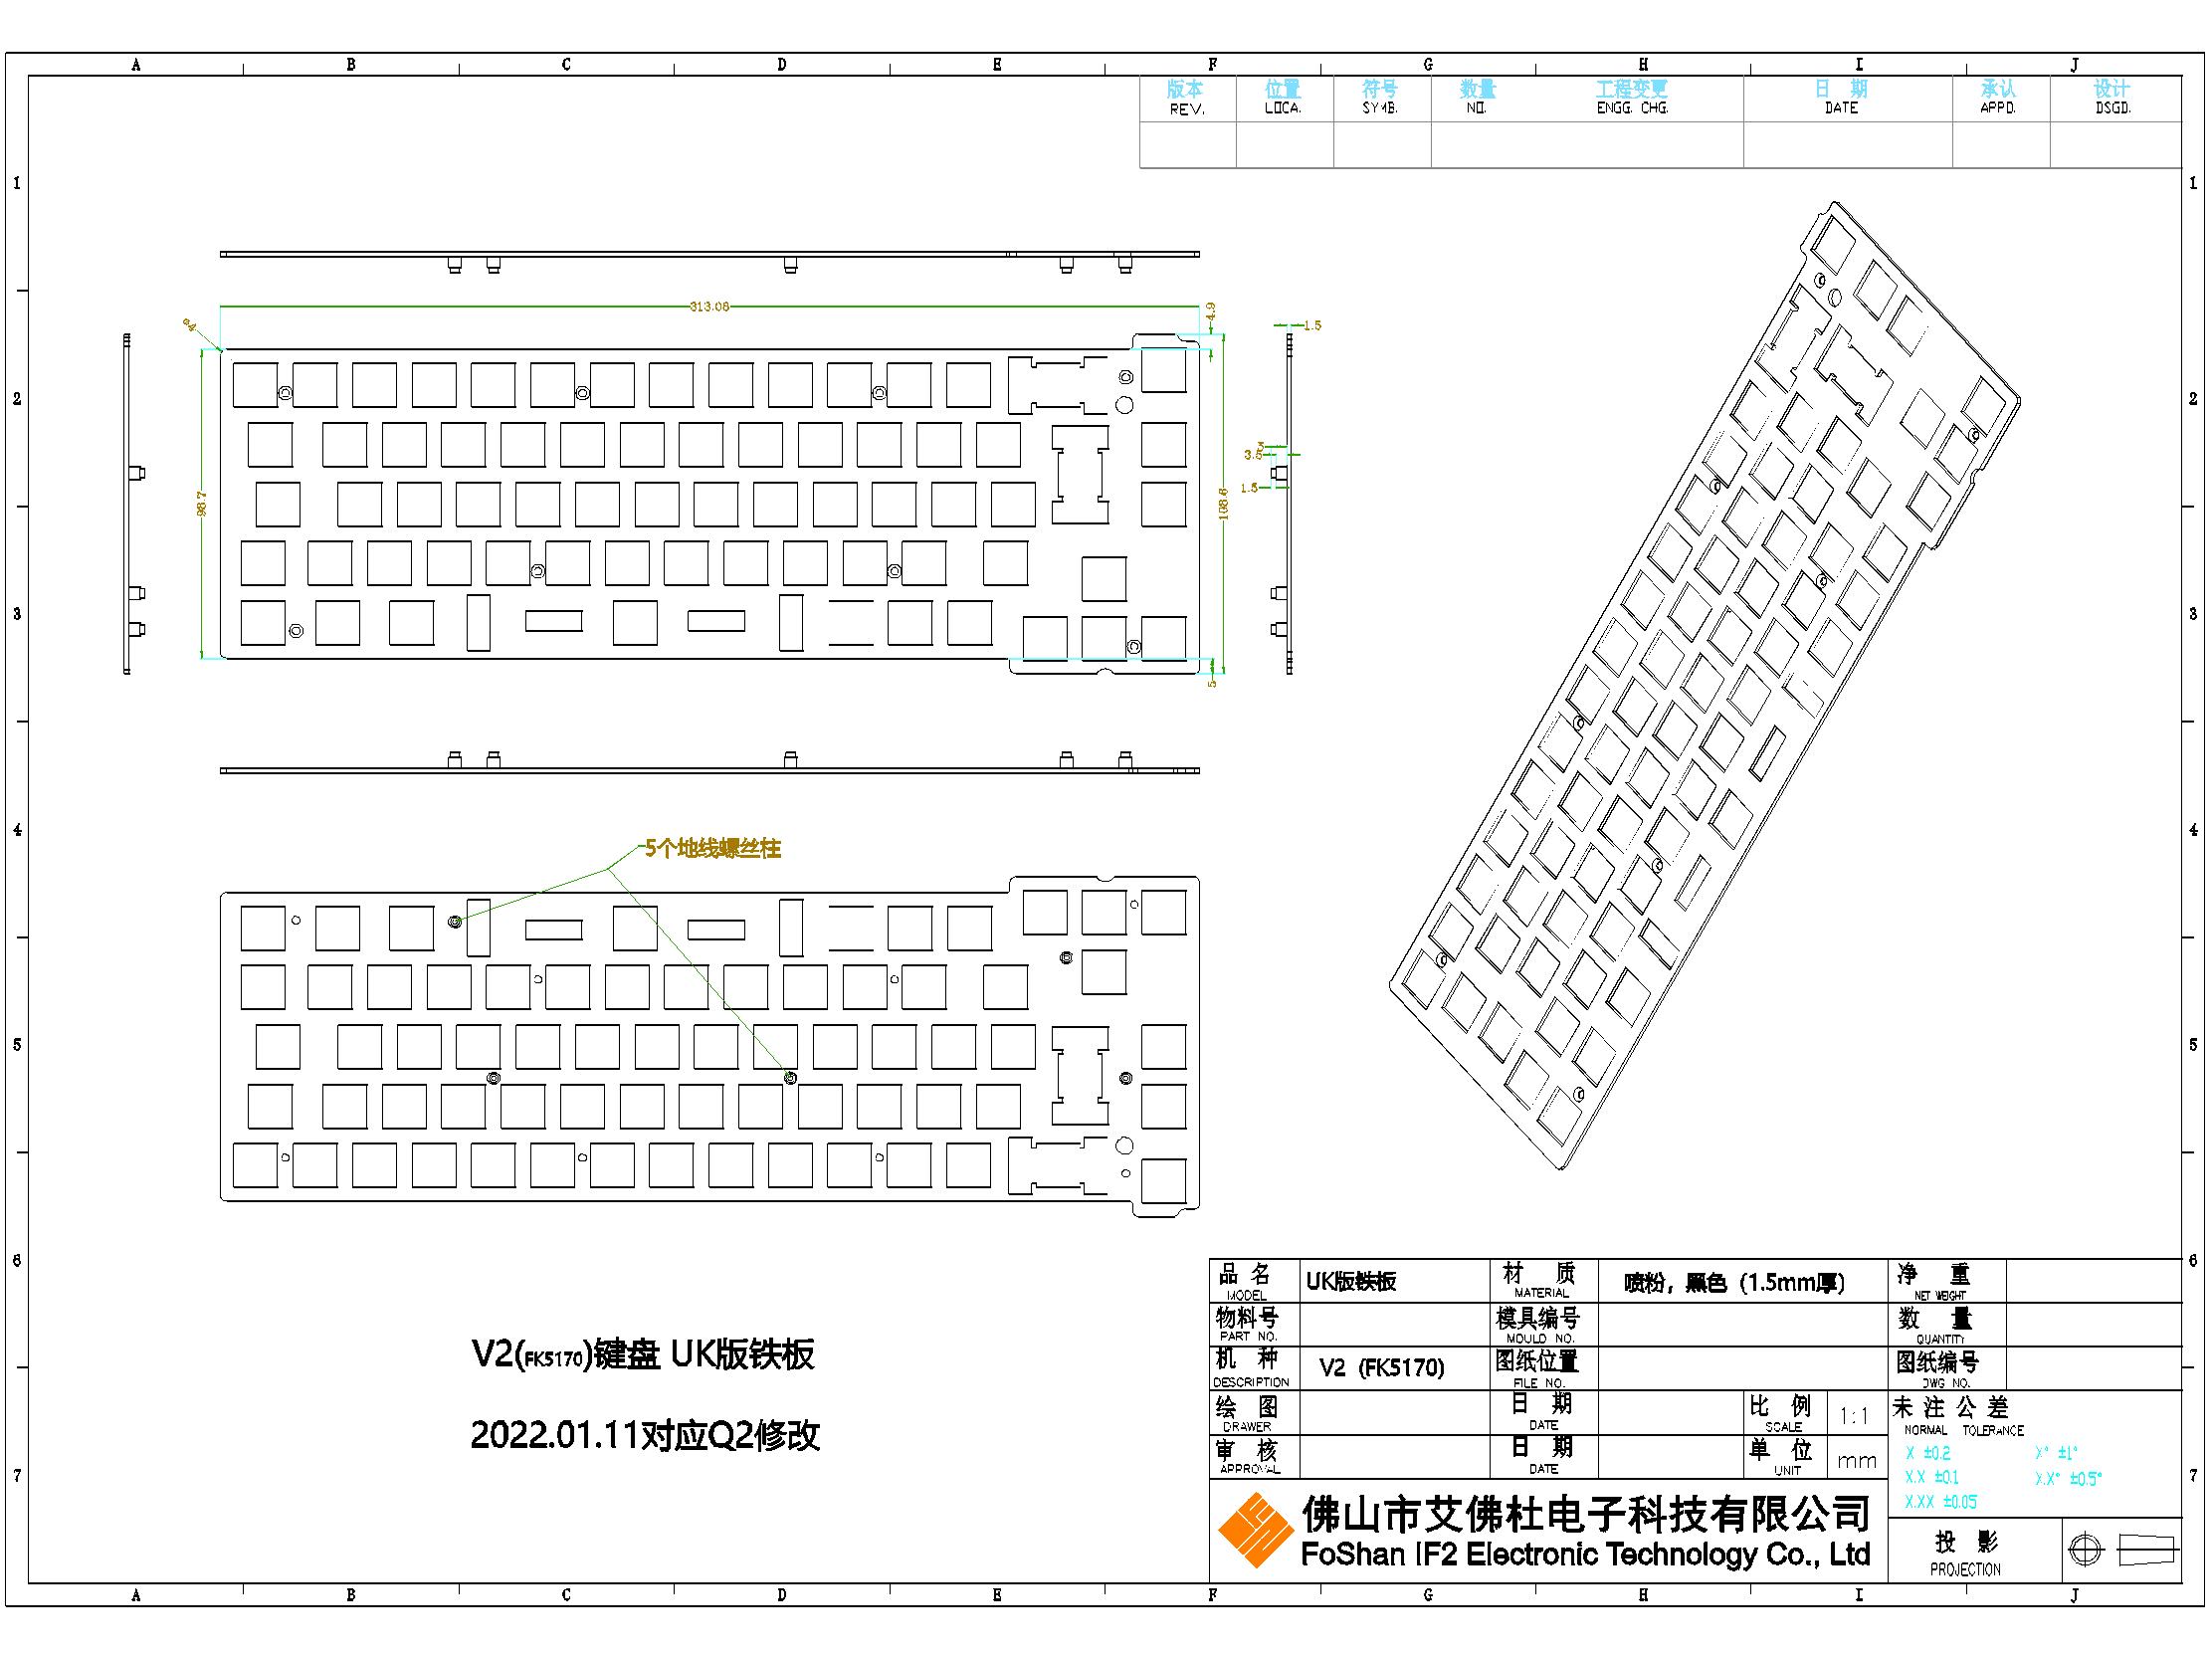 A B C D E F G H I J
版本 位置 符号 数量 工程变更 日 期 承认 设计
REV. LOCA. SYMB. NO. ENGG. CHG. DATE APPD. DSGD.
1 1
313.06
4.9
1.5
2 2
98.7
3
3.5
1.5
108.6
3 3
5
4 4
5个地线螺丝柱
5 5
6 6
品 名 UK版铁板 材 质 喷粉，黑色（1.5mm厚） 净 重
MODEL MATERIAL NET WEIGHT
物料号 模具编号 数 量
PART NO. MOULD NO. QUANTITY
机 种 V2（FK5170） 图纸位置 图纸编号
DESCRIPTION FILE NO. DWG NO.
绘 图 日 期 比 例 1:1 未注公差
DRAWER DATE SCALE NORMAL TOLERANCE
审 核 日 期 单 位 mm
APPROVAL DATE UNIT
X ±0.2 X° ±1°
X.X ±0.1 X.X° ±0.5°
X.XX ±0.05
V2(FK5170)键盘 UK版铁板
2022.01.11对应Q2修改
7 7
佛山市艾佛杜电子科技有限公司
FoShan IF2 Electronic Technology Co., Ltd
投 影
PROJECTION
A B C D E F G H I J